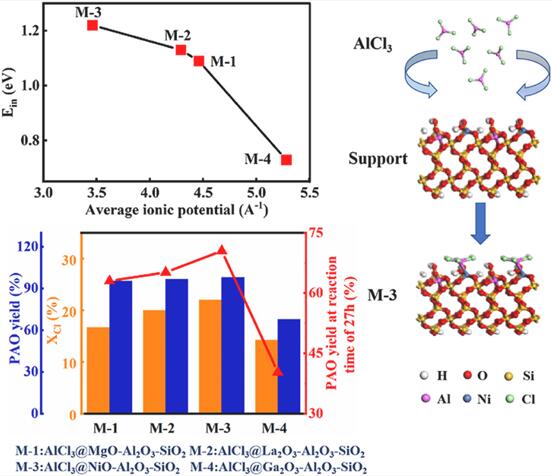 M-3
M-2
M-1
M-4
1.2
1.0
0.8
E_in (eV)
3.0 3.5 4.0 4.5 5.0 5.5
Average ionic potential (A⁻¹)
AlCl₃
Support
M-3
H O Si
Al Ni Cl
120
90
60
30
0
PAO yield (%)
30
20
10
0
X_Cl (%)
75
60
45
30
PAO yield at reaction
time of 27h (%)
M-1 M-2 M-3 M-4
M-1:AlCl₃@MgO-Al₂O₃-SiO₂ M-2:AlCl₃@La₂O₃-Al₂O₃-SiO₂
M-3:AlCl₃@NiO-Al₂O₃-SiO₂ M-4:AlCl₃@Ga₂O₃-Al₂O₃-SiO₂